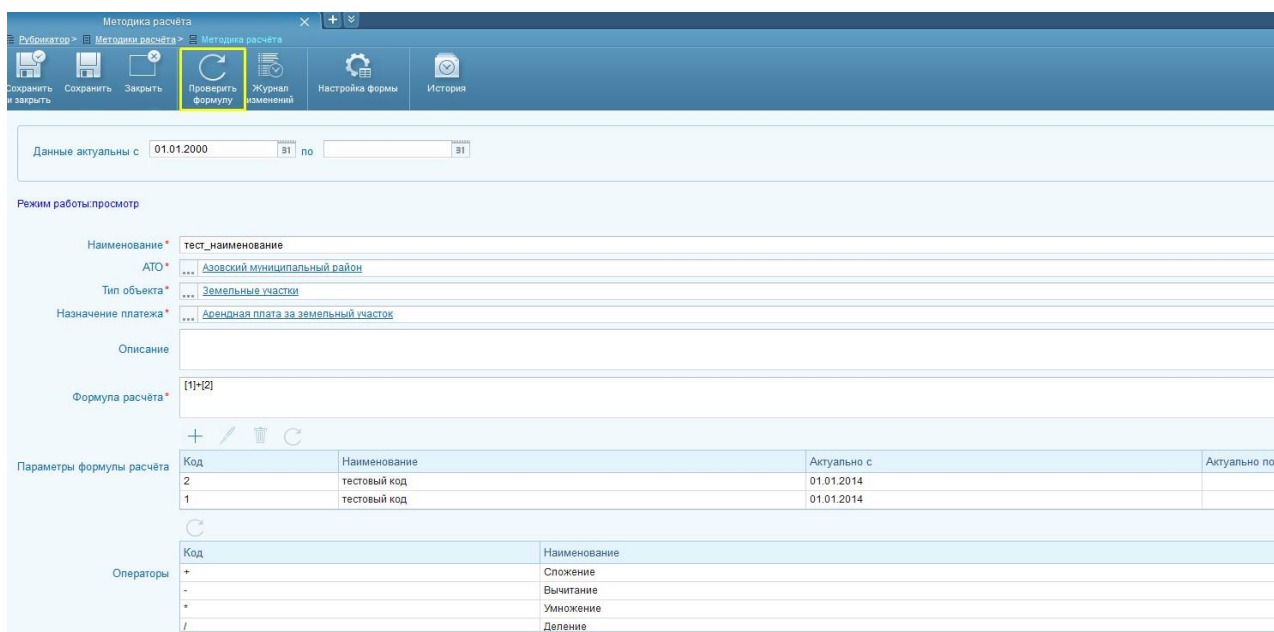 Методика расчёта
Рубрикатор > Методики расчёта > Методика расчёта
Сохранить и закрыть
Сохранить
Закрыть
Проверить формулу
Журнал изменений
Настройка формы
История
Данные актуальны с 01.01.2000 31 по 31
Режим работы:просмотр
Наименование* тест_наименование
АТО* ... Азовский муниципальный район
Тип объекта* ... Земельные участки
Назначение платежа* ... Арендная плата за земельный участок
Описание
Формула расчёта* [1]+[2]
Параметры формулы расчёта
Код Наименование Актуально с Актуально по
2 тестовый код 01.01.2014
1 тестовый код 01.01.2014
Операторы
Код Наименование
+ Сложение
- Вычитание
* Умножение
/ Деление